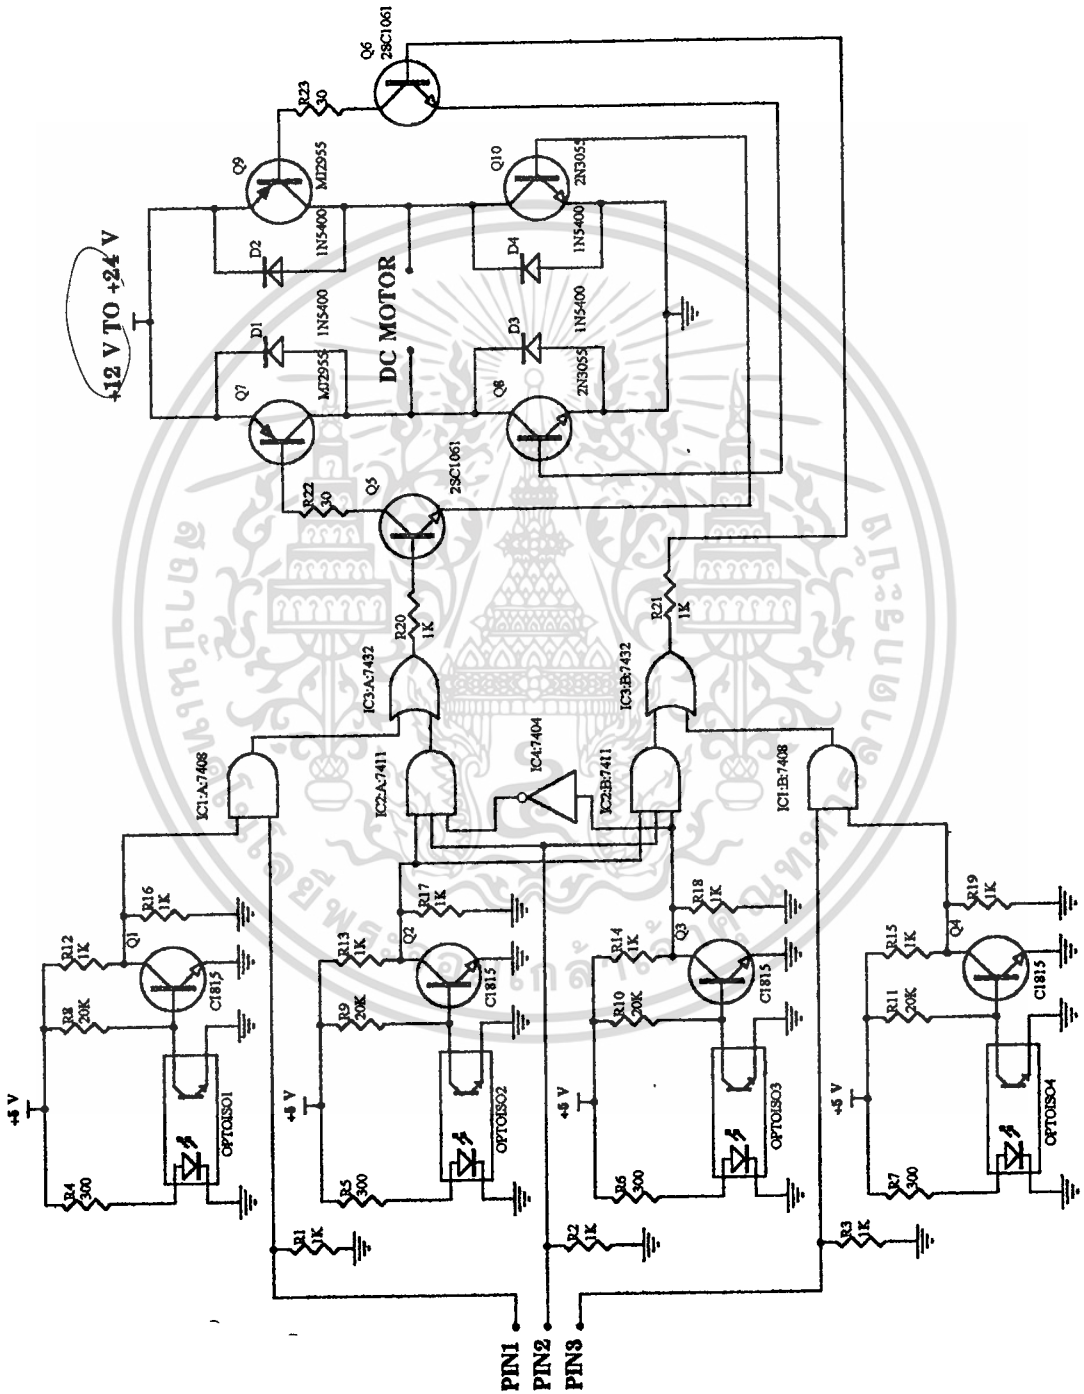 +12 V TO +24 V
Q6
2SC1061
R23
30
Q9
MJ2955
D2
1N5400
D1
1N5400
Q7
MJ2955
DC MOTOR
Q10
2N3055
D4
1N5400
D3
1N5400
Q8
2N3055
R22
30
Q5
2SC1061
R20
1K
R21
1K
IC3:A:7432
IC3:B:7432
IC1:A:7408
IC2:A:7411
IC4:7404
IC2:B:7411
IC1:B:7408
+5 V
R4
300
R8
20K
R12
1K
R16
1K
Q1
C1815
OPTOISO1
R1
1K
+5 V
R5
300
R9
20K
R13
1K
R17
1K
Q2
C1815
OPTOISO2
R2
1K
+5 V
R6
300
R10
20K
R14
1K
R18
1K
Q3
C1815
OPTOISO3
+5 V
R7
300
R11
20K
R15
1K
R19
1K
Q4
C1815
OPTOISO4
R3
1K
PIN1
PIN2
PIN3